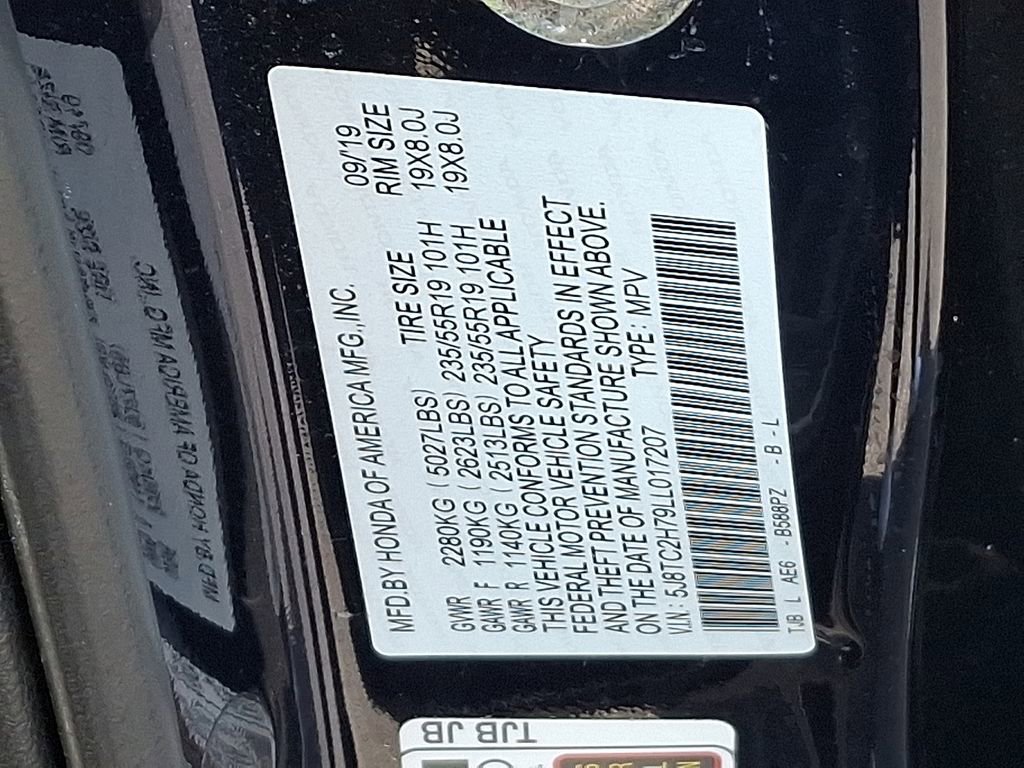 MFD.BY HONDA OF AMERICA MFG.,INC. 09/19
TIRE SIZE RIM SIZE
GVWR 2280KG ( 5027LBS)
GAWR F 1190KG ( 2623LBS) 235/55R19 101H 19X8.0J
GAWR R 1140KG ( 2513LBS) 235/55R19 101H 19X8.0J
THIS VEHICLE CONFORMS TO ALL APPLICABLE
FEDERAL MOTOR VEHICLE SAFETY
AND THEFT PREVENTION STANDARDS IN EFFECT
ON THE DATE OF MANUFACTURE SHOWN ABOVE.
V.I.N.: 5J8TC2H79LL017207 TYPE: MPV
TJB L AE6 - B588PZ - B - L
TJB JB